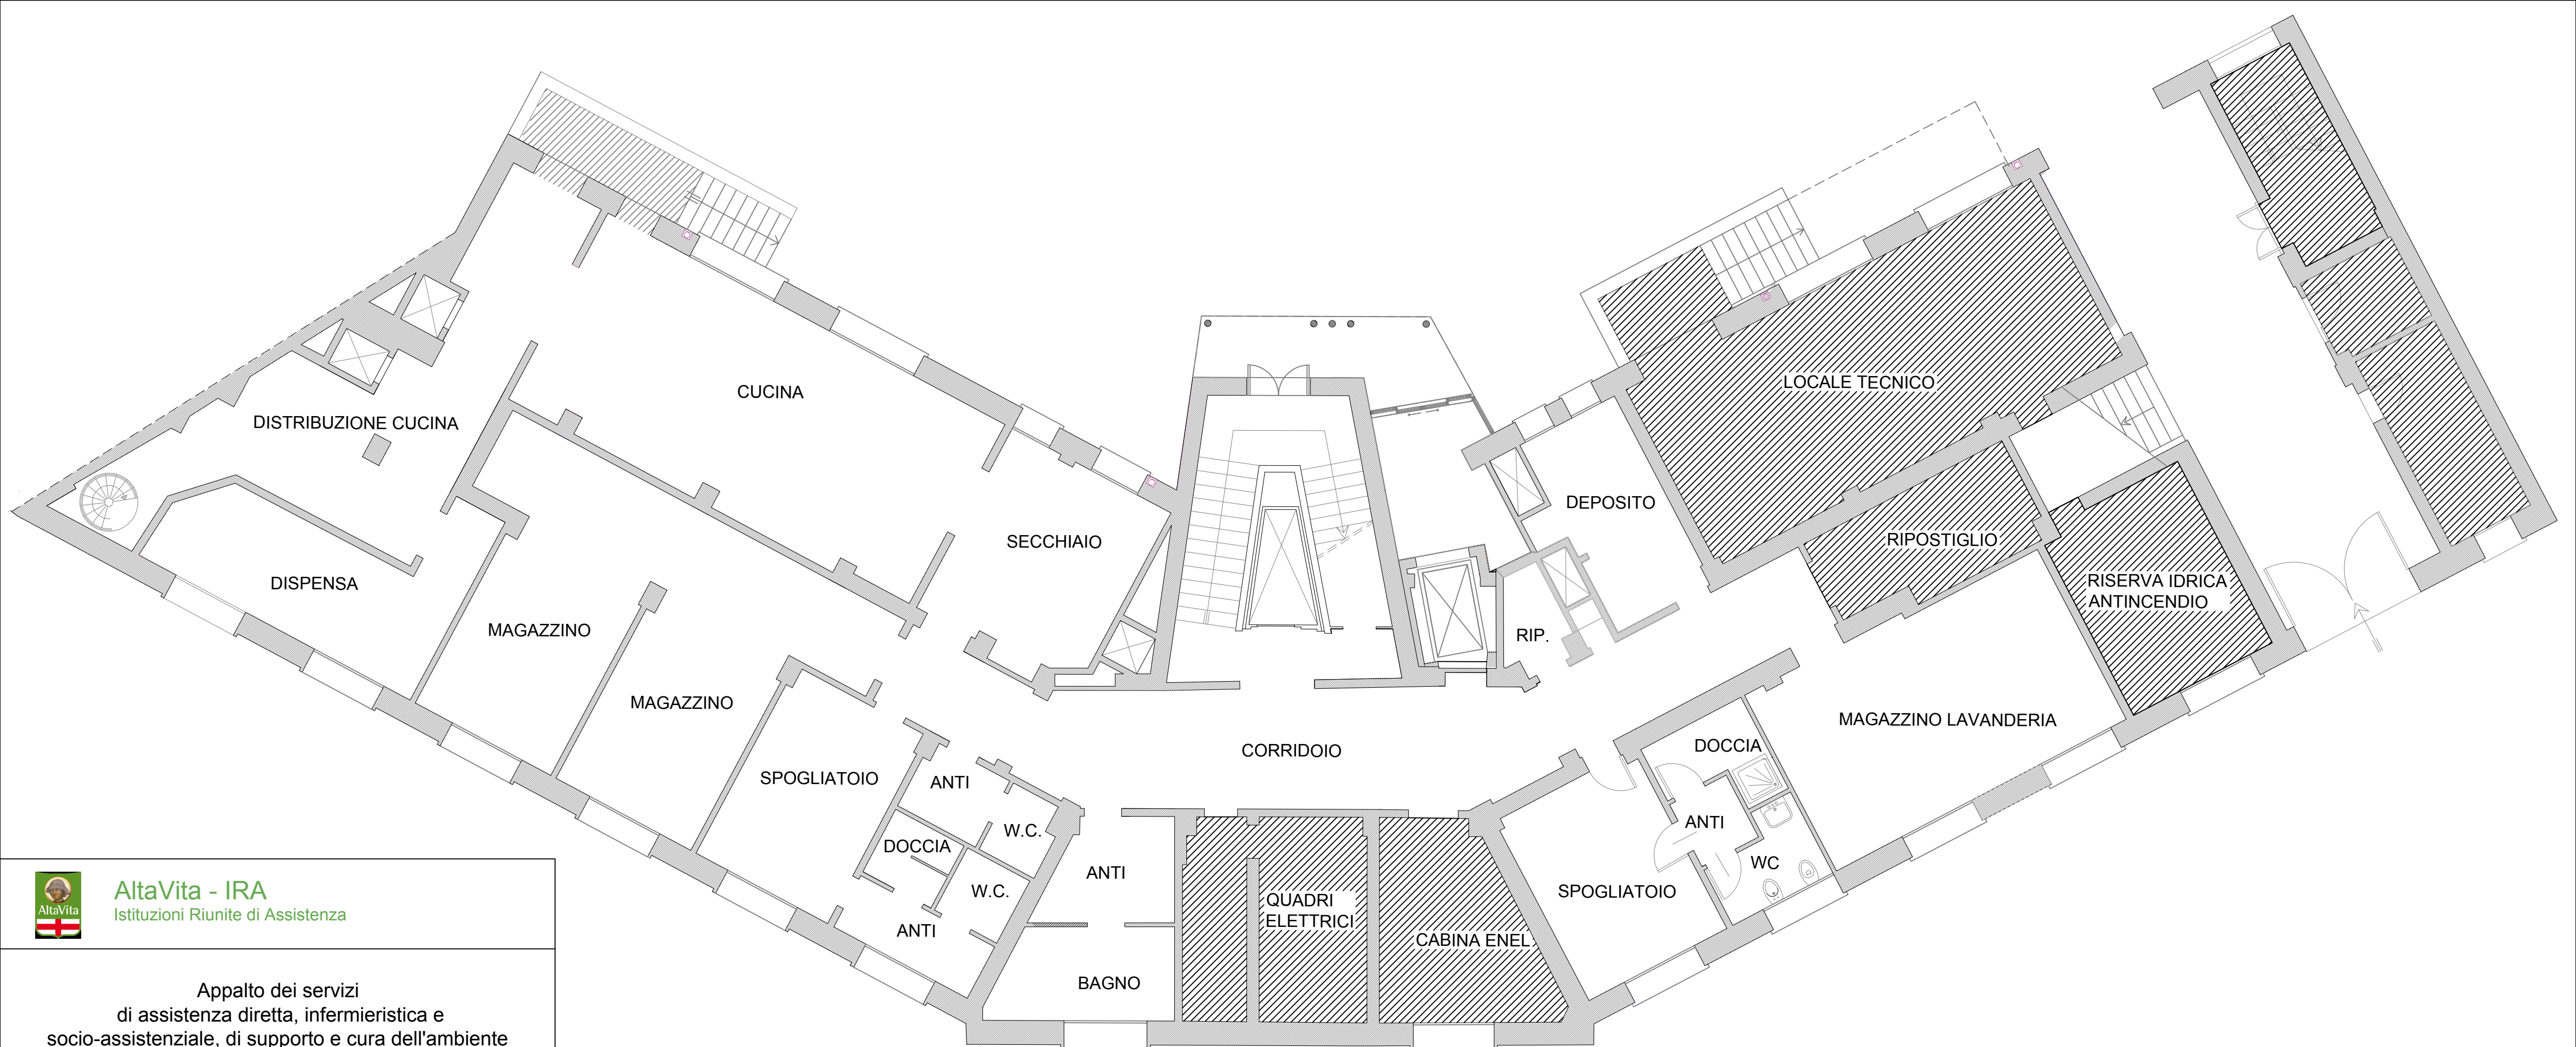 CUCINA
LOCALE TECNICO
DISTRIBUZIONE CUCINA
DEPOSITO
SECCHIAIO
RIPOSTIGLIO
DISPENSA
RISERVA IDRICA
ANTINCENDIO
MAGAZZINO
RIP.
MAGAZZINO
MAGAZZINO LAVANDERIA
CORRIDOIO
DOCCIA
SPOGLIATOIO
ANTI
W.C.
ANTI
DOCCIA
WC
ANTI
W.C.
SPOGLIATOIO
QUADRI
ELETTRICI
ANTI
CABINA ENEL
BAGNO
AltaVita
AltaVita - IRA
Istituzioni Riunite di Assistenza
Appalto dei servizi
di assistenza diretta, infermieristica e
socio-assistenziale, di supporto e cura dell'ambiente